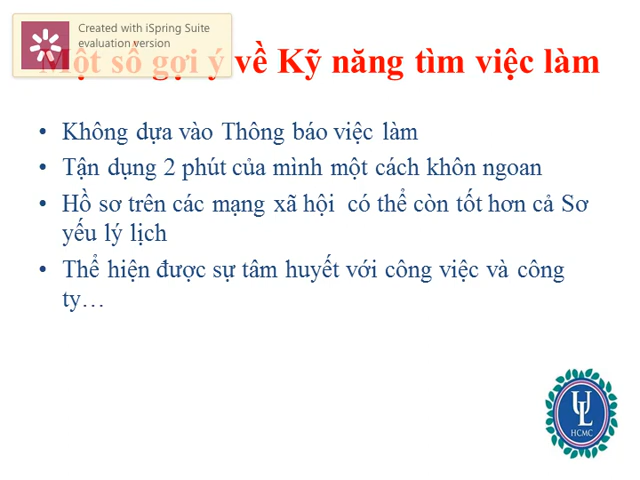 Created with iSpring Suite
evaluation version
Một số gợi ý về Kỹ năng tìm việc làm
• Không dựa vào Thông báo việc làm
• Tận dụng 2 phút của mình một cách khôn ngoan
• Hồ sơ trên các mạng xã hội có thể còn tốt hơn cả Sơ
yếu lý lịch
• Thể hiện được sự tâm huyết với công việc và công
ty…
UL
HCMC